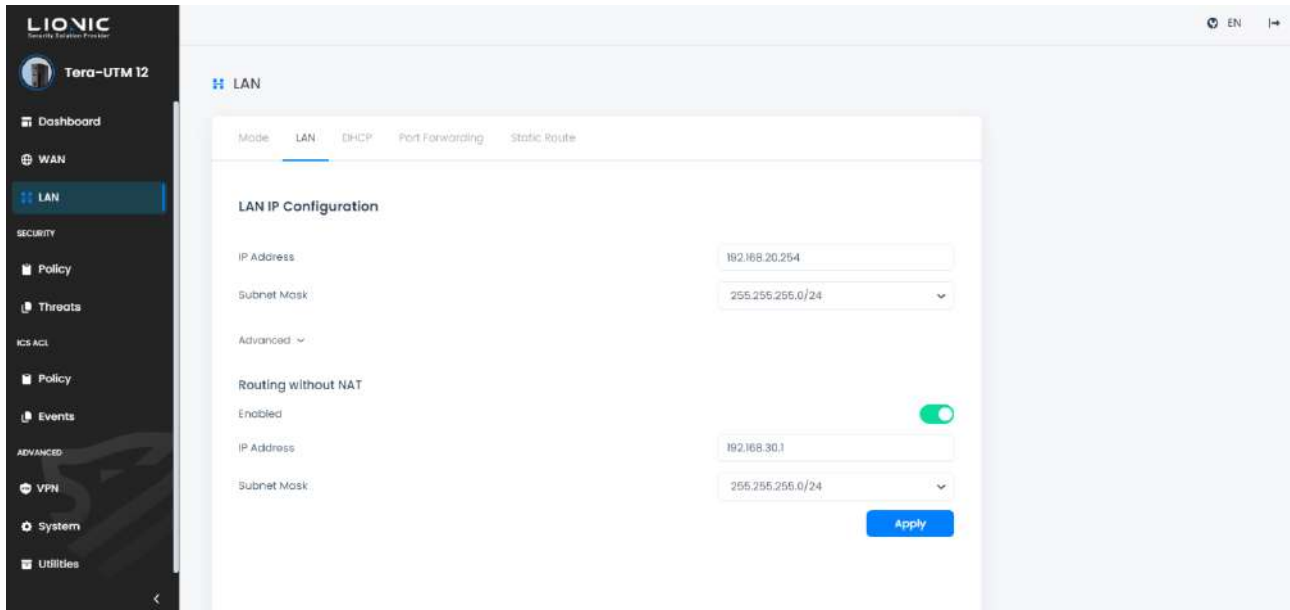 LIONIC
Security Solution Provider
EN
Tera-UTM 12
Dashboard
WAN
LAN
SECURITY
Policy
Threats
ICS ACL
Policy
Events
ADVANCED
VPN
System
Utilities
LAN
Mode LAN DHCP Port Forwarding Static Route
LAN IP Configuration
IP Address 192.168.20.254
Subnet Mask 255.255.255.0/24
Advanced
Routing without NAT
Enabled
IP Address 192.168.30.1
Subnet Mask 255.255.255.0/24
Apply